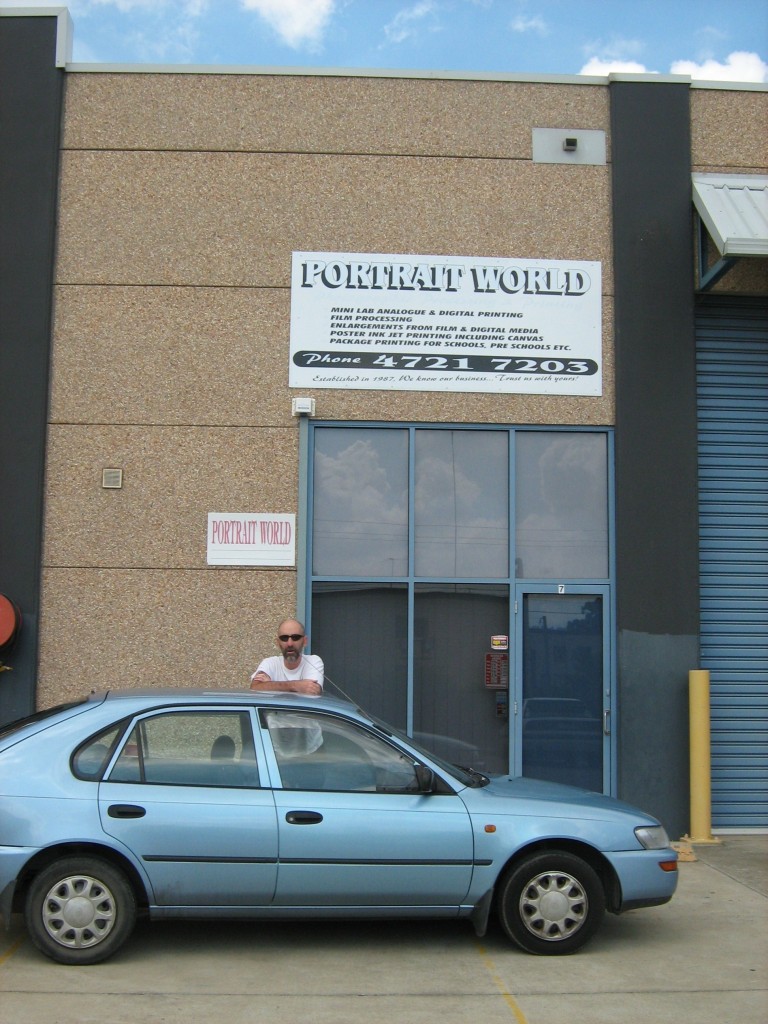 PORTRAIT WORLD
MINI LAB ANALOGUE & DIGITAL PRINTING
FILM PROCESSING
ENLARGEMENTS FROM FILM & DIGITAL MEDIA
POSTER INK JET PRINTING INCLUDING CANVAS
PACKAGE PRINTING FOR SCHOOLS, PRE SCHOOLS ETC.
Phone 4721 7203
Established in 1987, We know our business... Trust us with yours!
PORTRAIT WORLD
7